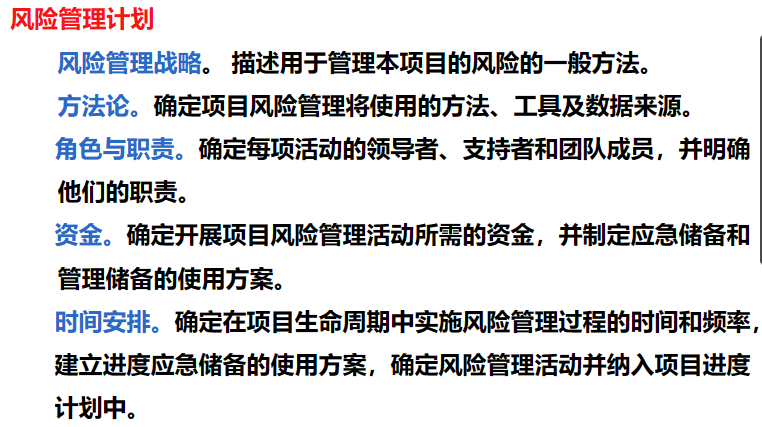 风险管理计划
风险管理战略。 描述用于管理本项目的风险的一般方法。
方法论。确定项目风险管理将使用的方法、工具及数据来源。
角色与职责。确定每项活动的领导者、支持者和团队成员，并明确
他们的职责。
资金。确定开展项目风险管理活动所需的资金，并制定应急储备和
管理储备的使用方案。
时间安排。确定在项目生命周期中实施风险管理过程的时间和频率，
建立进度应急储备的使用方案，确定风险管理活动并纳入项目进度
计划中。